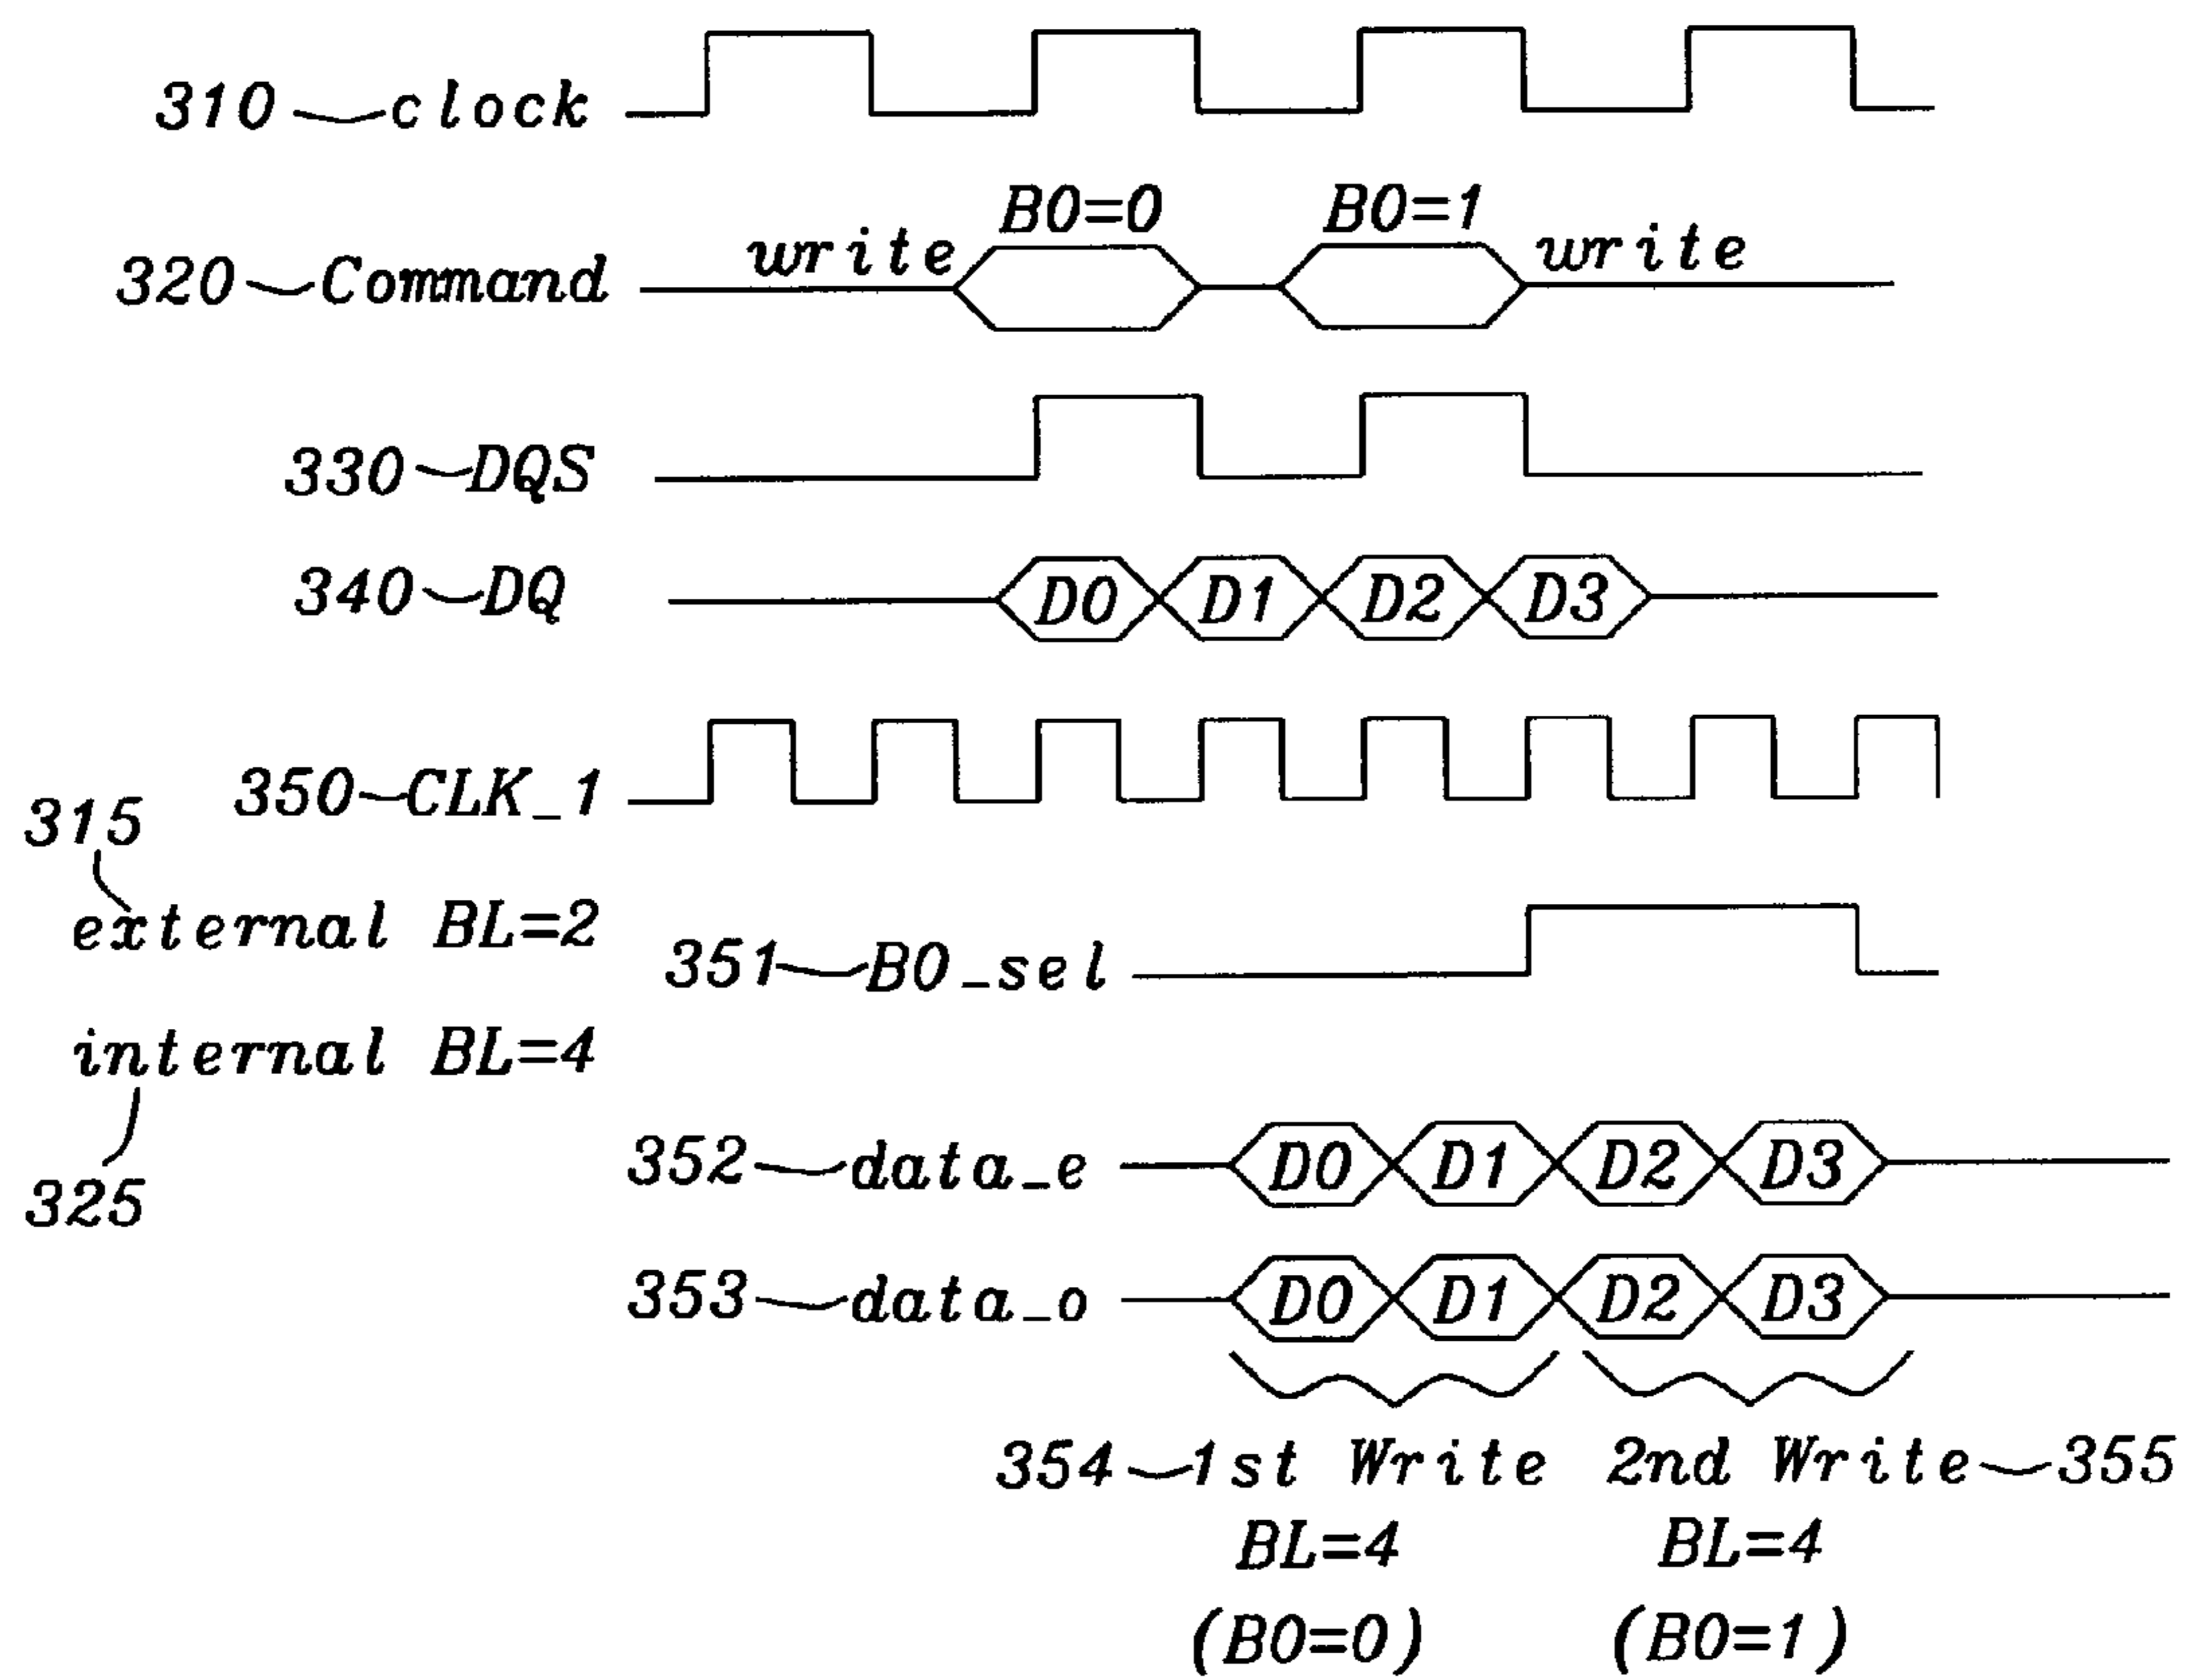 310 clock
B0=0 B0=1
320 Command write write
330 DQS
340 DQ D0 D1 D2 D3
350 CLK_1
315
external BL=2
351 B0_sel
internal BL=4
325
352 data_e D0 D1 D2 D3
353 data_o D0 D1 D2 D3
354 1st Write 2nd Write 355
BL=4 BL=4
(B0=0) (B0=1)